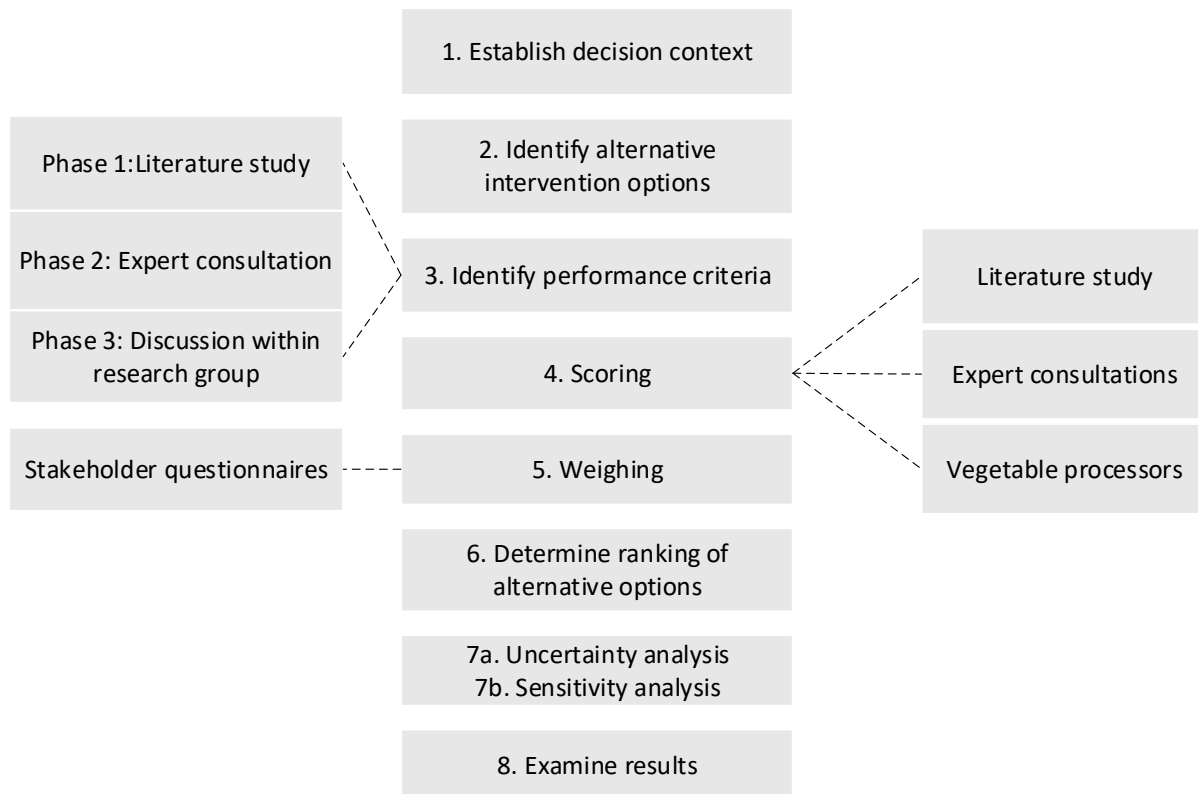 1. Establish decision context
2. Identify alternative
intervention options
Phase 1:Literature study
Phase 2: Expert consultation
Phase 3: Discussion within
research group
3. Identify performance criteria
4. Scoring
Literature study
Expert consultations
Vegetable processors
Stakeholder questionnaires
5. Weighing
6. Determine ranking of
alternative options
7a. Uncertainty analysis
7b. Sensitivity analysis
8. Examine results